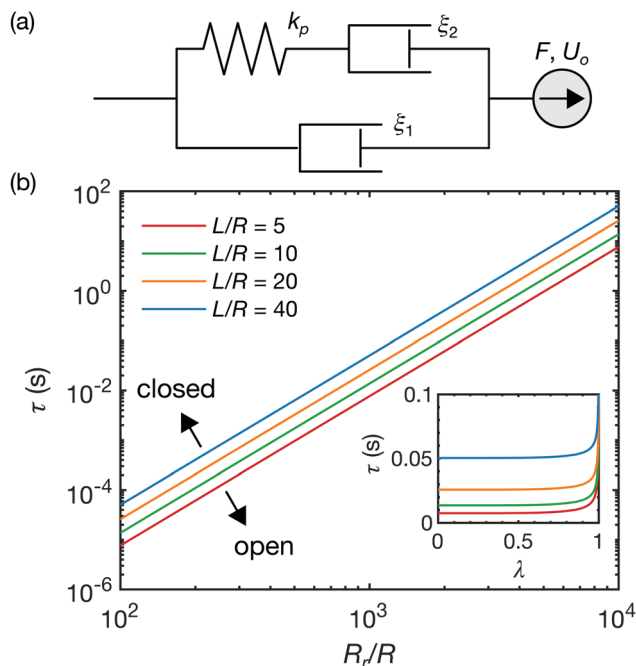 (a)
k_p
ξ_2
F, U_o
ξ_1
(b)
10^2
10^0
10^-2
10^-4
10^-6
τ (s)
L/R = 5
L/R = 10
L/R = 20
L/R = 40
closed
open
0.1
0.05
0
τ (s)
0
0.5
1
λ
10^2
10^3
10^4
R_r/R